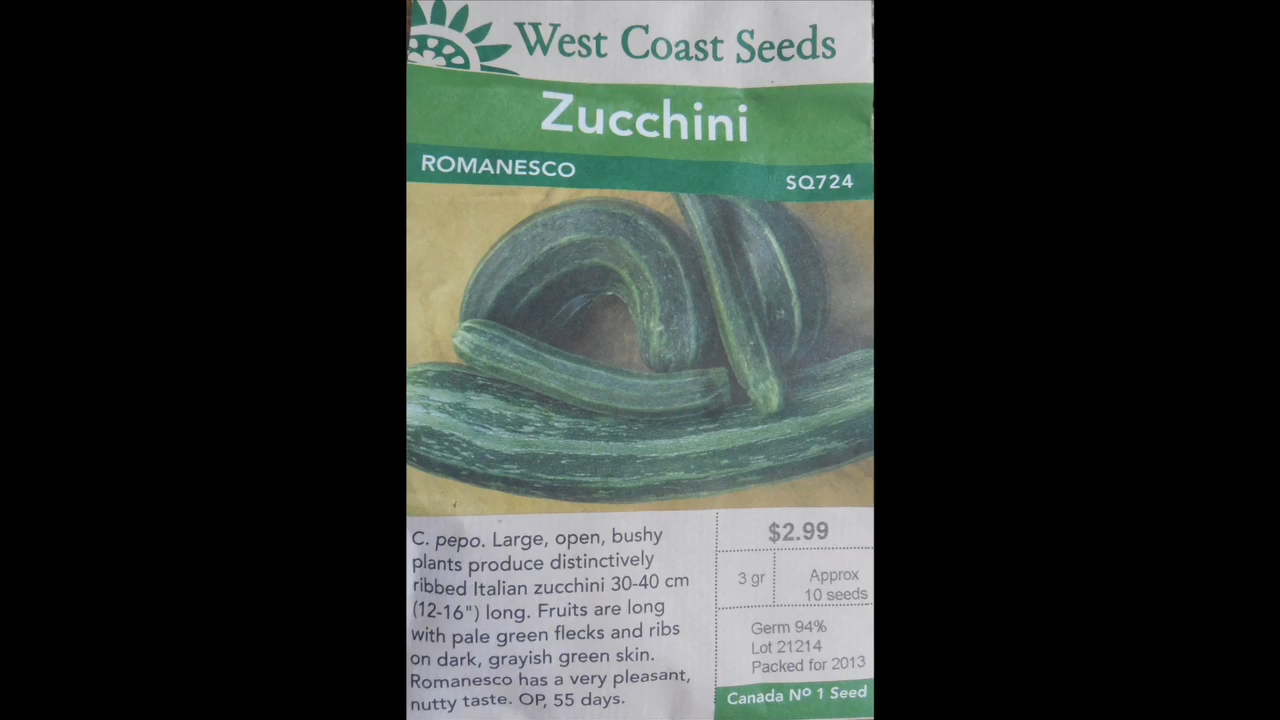 West Coast Seeds
Zucchini
ROMANESCO
SQ724
C. pepo. Large, open, bushy
plants produce distinctively
ribbed Italian zucchini 30-40 cm
(12-16") long. Fruits are long
with pale green flecks and ribs
on dark, grayish green skin.
Romanesco has a very pleasant,
nutty taste. OP, 55 days.
$2.99
3 gr
Approx
10 seeds
Germ 94%
Lot 21214
Packed for 2013
Canada Nº 1 Seed